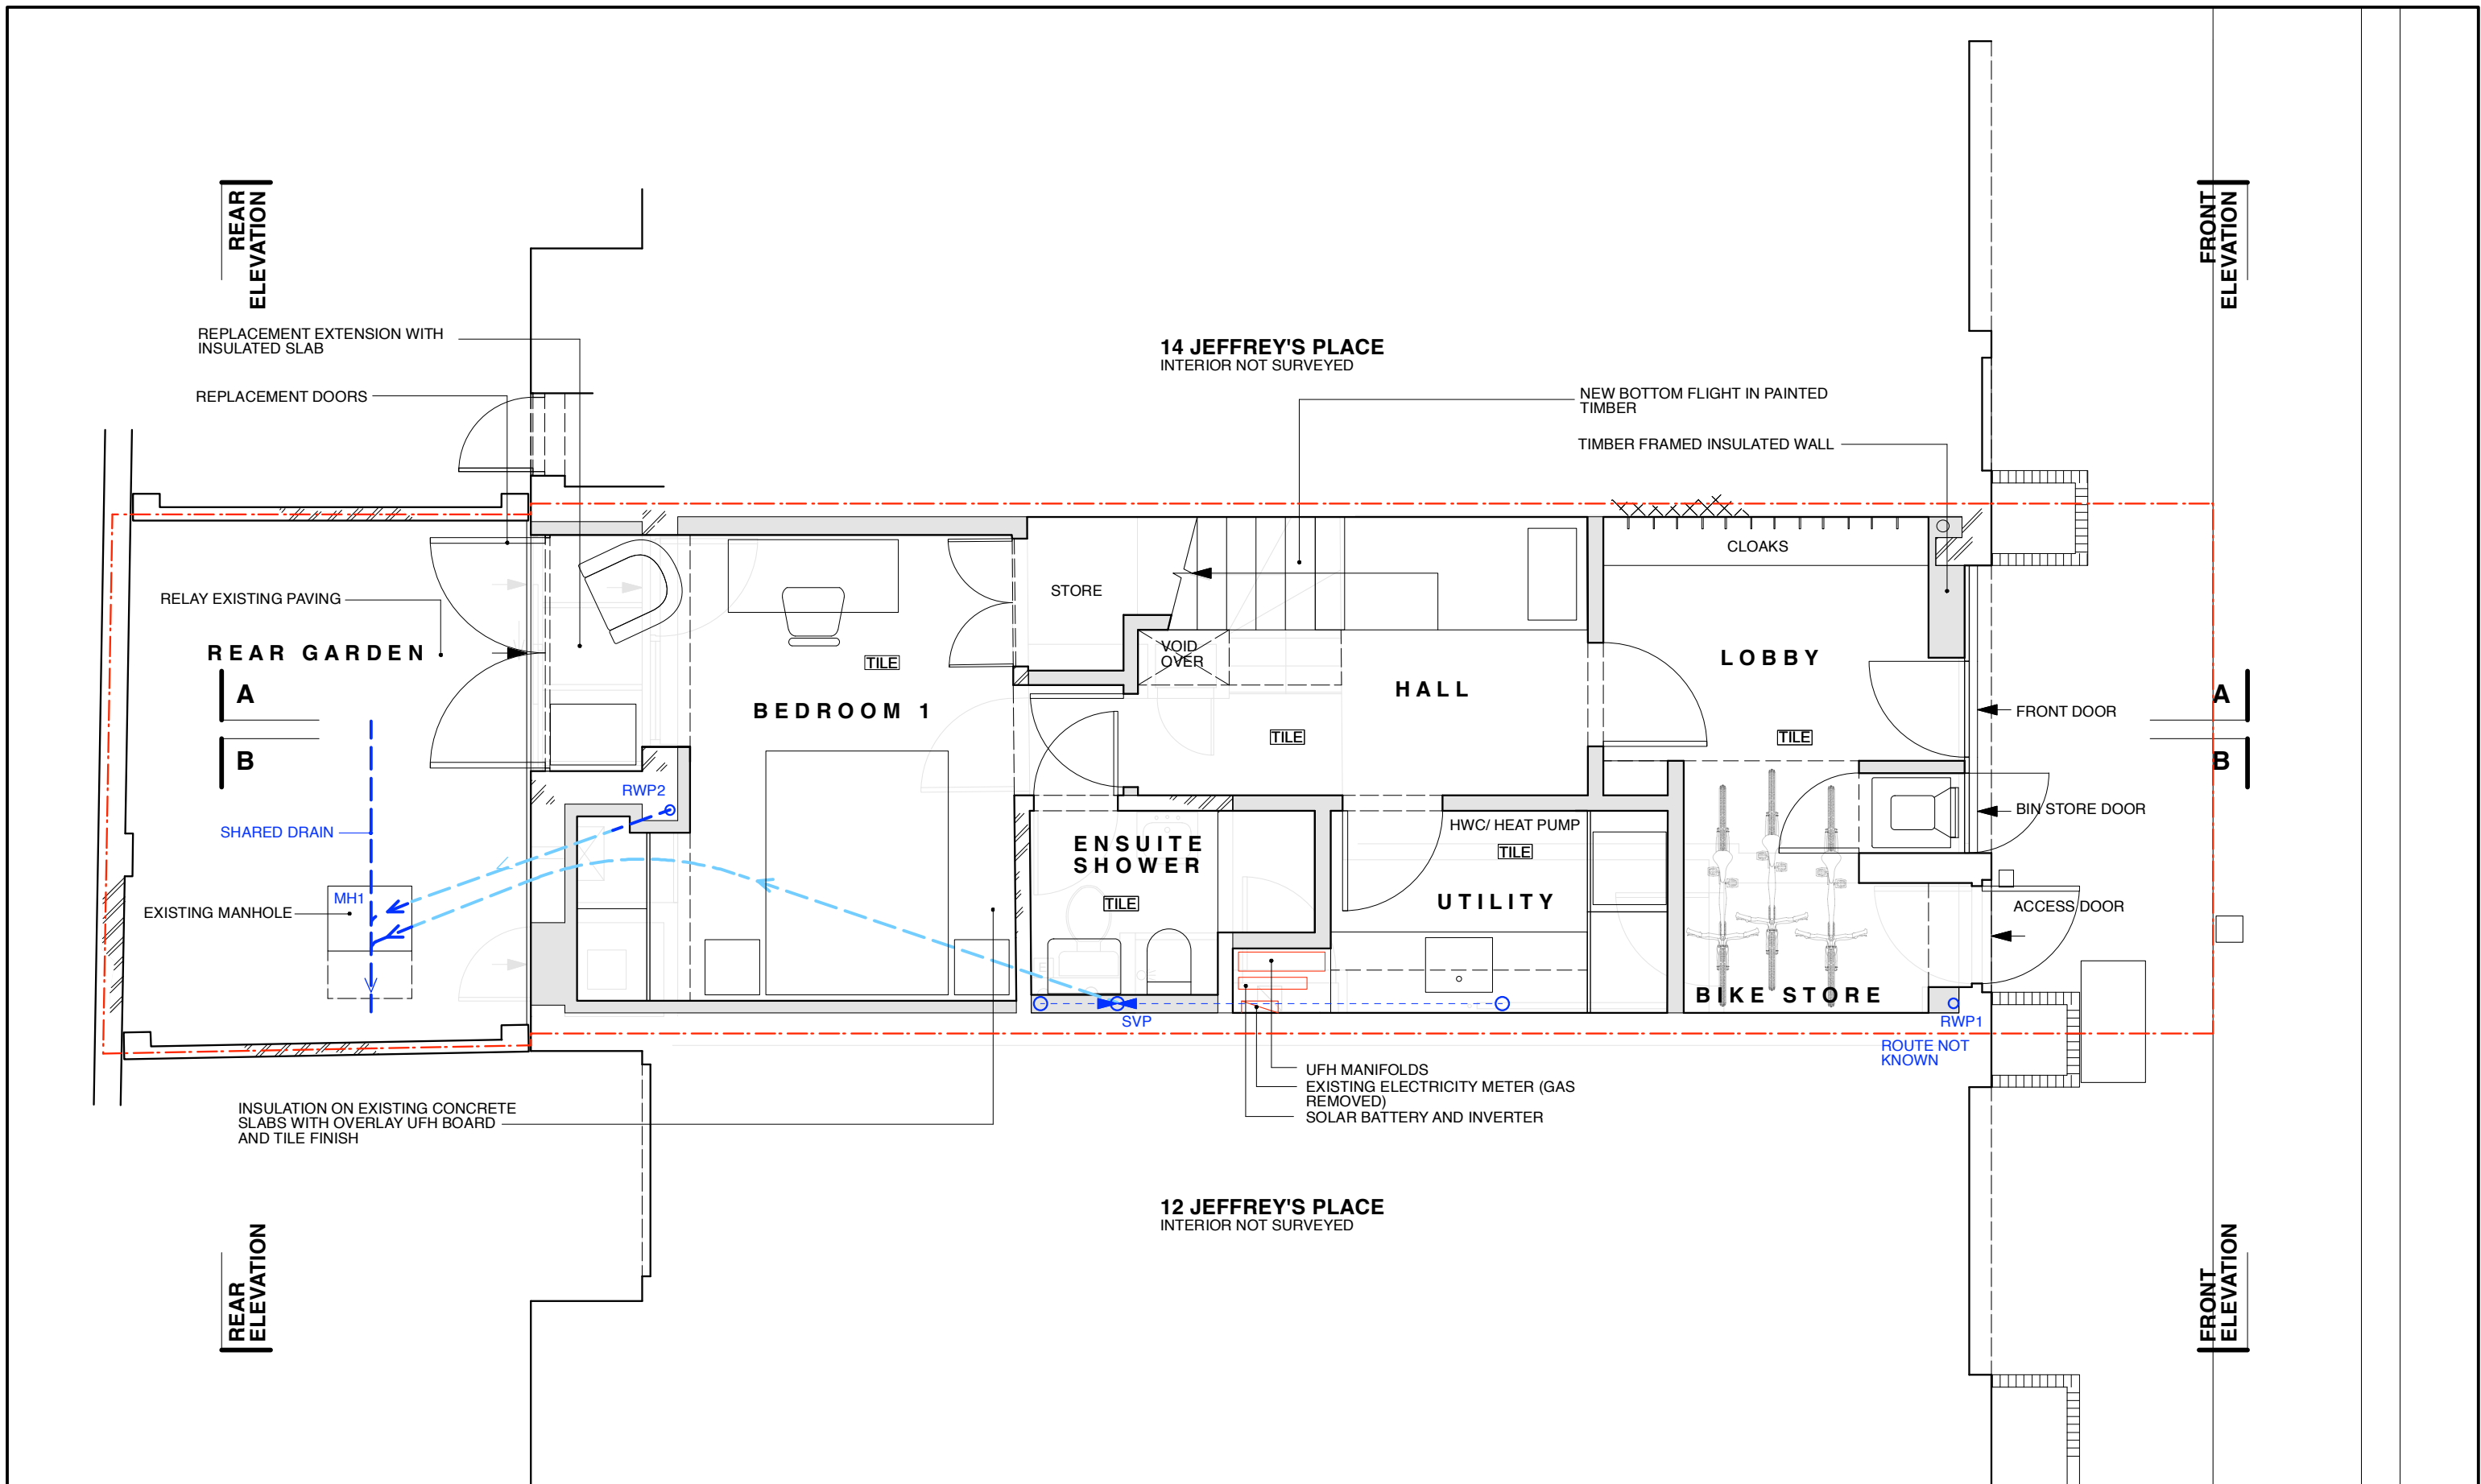 REAR
ELEVATION
FRONT
ELEVATION
REPLACEMENT EXTENSION WITH
INSULATED SLAB
14 JEFFREY'S PLACE
INTERIOR NOT SURVEYED
REPLACEMENT DOORS
NEW BOTTOM FLIGHT IN PAINTED
TIMBER
TIMBER FRAMED INSULATED WALL
CLOAKS
STORE
RELAY EXISTING PAVING
REAR GARDEN
VOID
OVER
LOBBY
TILE
HALL
A
A
BEDROOM 1
FRONT DOOR
TILE
TILE
B
B
RWP2
BIN STORE DOOR
SHARED DRAIN
HWC/ HEAT PUMP
ENSUITE
SHOWER
TILE
MH1
UTILITY
TILE
EXISTING MANHOLE
ACCESS DOOR
BIKE STORE
SVP
RWP1
ROUTE NOT
KNOWN
UFH MANIFOLDS
EXISTING ELECTRICITY METER (GAS
REMOVED)
SOLAR BATTERY AND INVERTER
INSULATION ON EXISTING CONCRETE
SLABS WITH OVERLAY UFH BOARD
AND TILE FINISH
12 JEFFREY'S PLACE
INTERIOR NOT SURVEYED
REAR
ELEVATION
FRONT
ELEVATION